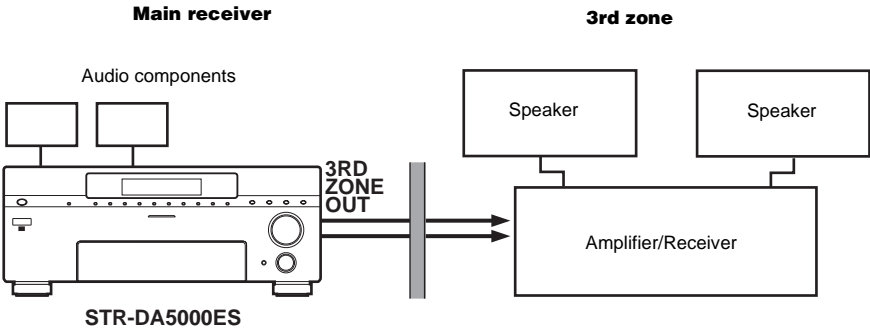 Main receiver
3rd zone
Audio components
Speaker
Speaker
3RD
ZONE
OUT
Amplifier/Receiver
STR-DA5000ES